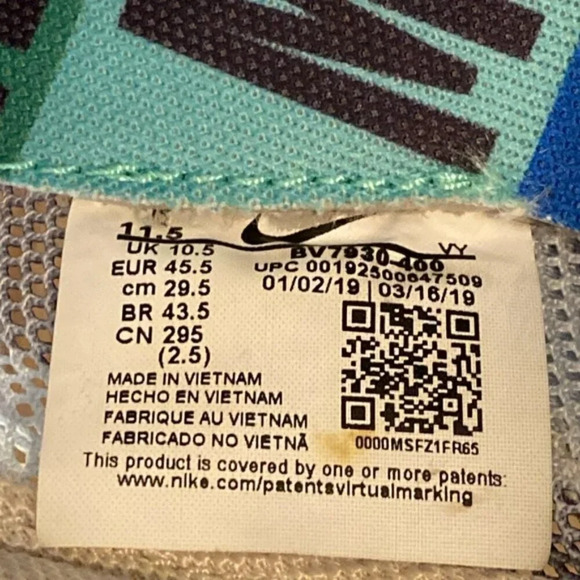 11.5
UK 10.5
EUR 45.5
cm 29.5
BR 43.5
CN 295
(2.5)
BV7930-400 VY
UPC 00192500647509
01/02/19 | 03/16/19
MADE IN VIETNAM
HECHO EN VIETNAM
FABRIQUE AU VIETNAM
FABRICADO NO VIETNÃ
0000MSFZ1FR65
This product is covered by one or more patents:
www.nike.com/patentsvirtualmarking